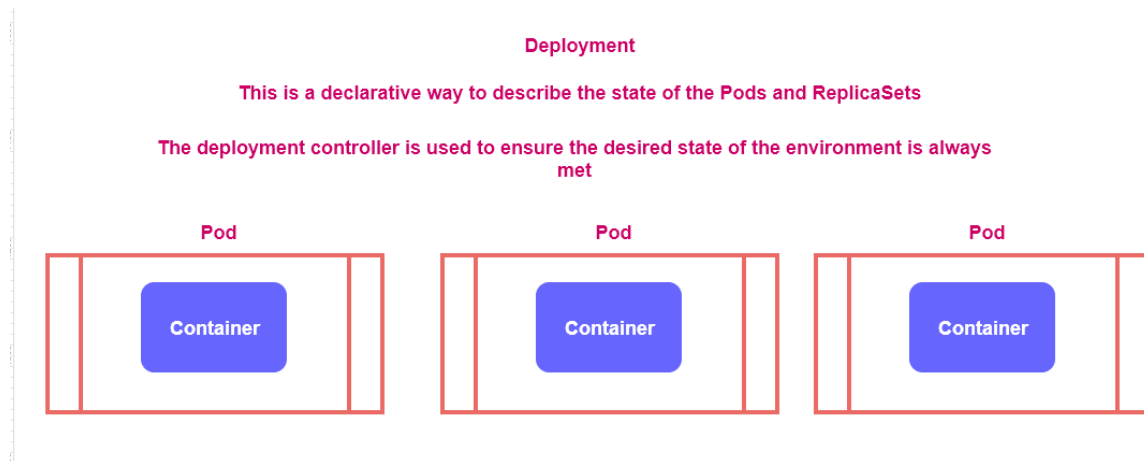 Deployment
This is a declarative way to describe the state of the Pods and ReplicaSets
The deployment controller is used to ensure the desired state of the environment is always
met
Pod Pod Pod
Container Container Container